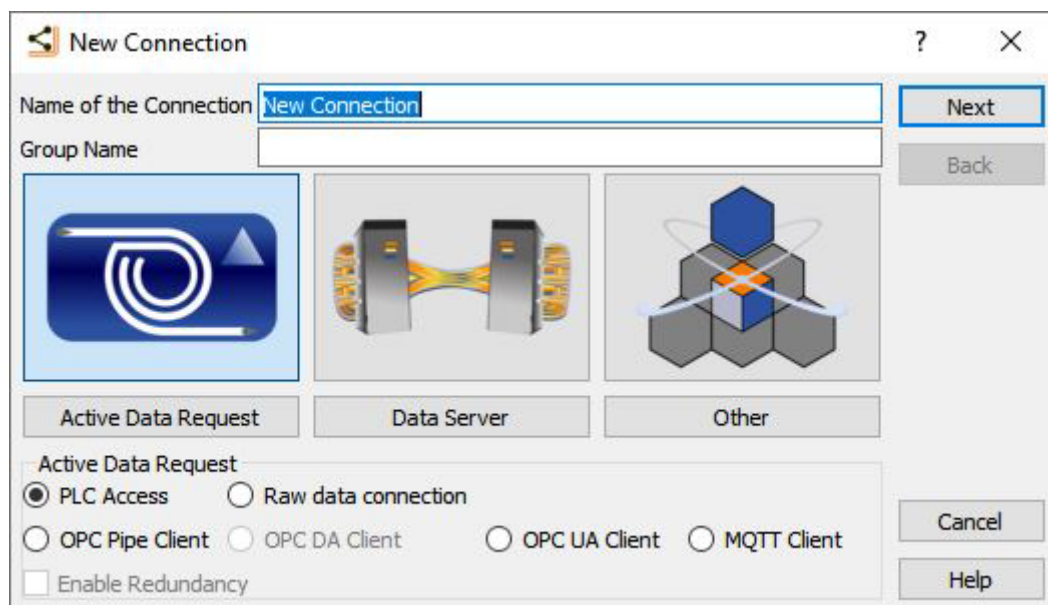 New Connection ?
Name of the Connection New Connection Next
Group Name Back
Active Data Request Data Server Other
Active Data Request
PLC Access Raw data connection
OPC Pipe Client OPC DA Client OPC UA Client MQTT Client Cancel
Enable Redundancy Help